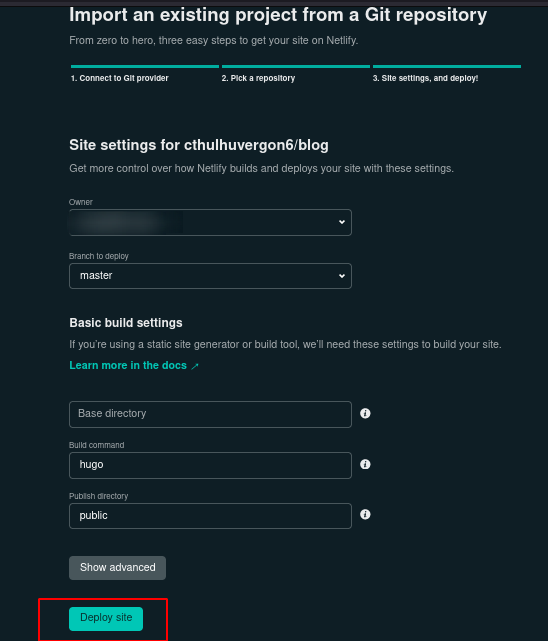 Import an existing project from a Git repository
From zero to hero, three easy steps to get your site on Netlify.
1. Connect to Git provider
2. Pick a repository
3. Site settings, and deploy!
Site settings for cthulhuvergon6/blog
Get more control over how Netlify builds and deploys your site with these settings.
Owner
Branch to deploy
master
Basic build settings
If you're using a static site generator or build tool, we'll need these settings to build your site.
Learn more in the docs ↗
Base directory
Build command
hugo
Publish directory
public
Show advanced
Deploy site